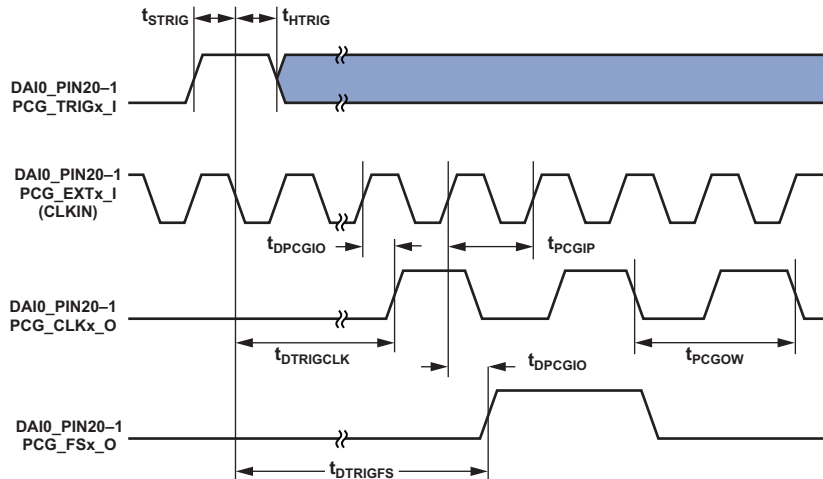 tSTRIG tHTRIG
DAI0_PIN20–1
PCG_TRIGx_I
DAI0_PIN20–1
PCG_EXTx_I
(CLKIN)
tDPCGIO tPCGIP
DAI0_PIN20–1
PCG_CLKx_O
tDTRIGCLK tDPCGIO tPCGOW
DAI0_PIN20–1
PCG_FSx_O
tDTRIGFS